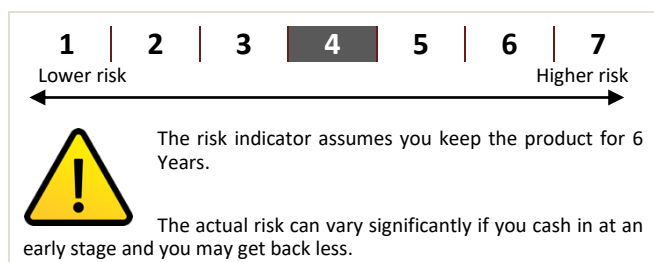 1 2 3 4 5 6 7
Lower risk Higher risk
The risk indicator assumes you keep the product for 6
Years.
The actual risk can vary significantly if you cash in at an
early stage and you may get back less.